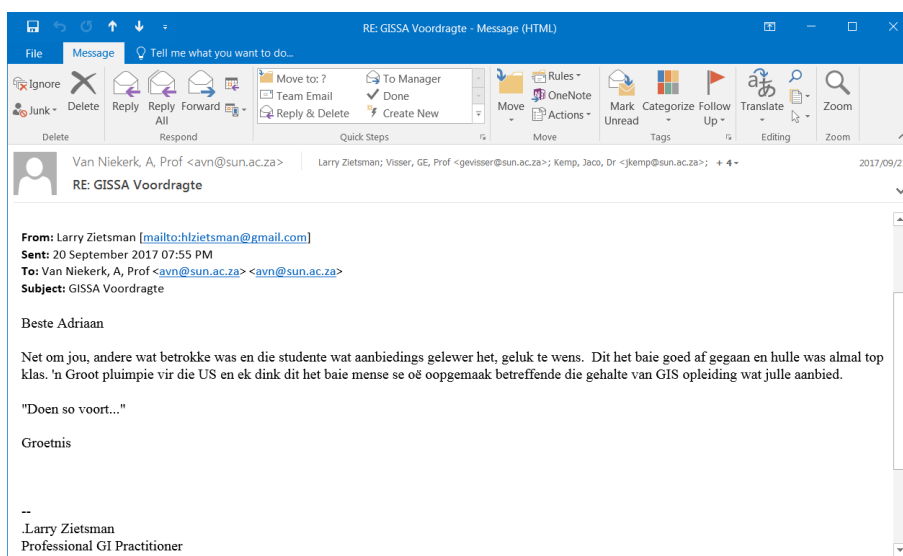 RE: GISSA Voordragte - Message (HTML)
File Message Tell me what you want to do...
Ignore
Junk
Delete
Reply
Reply All
Forward
Move to: ?
Team Email
Reply & Delete
To Manager
Done
Create New
Move
Rules
OneNote
Actions
Mark Unread
Categorize
Follow Up
Translate
Zoom
Delete Respond Quick Steps Move Tags Editing Zoom
Van Niekerk, A, Prof <avn@sun.ac.za> Larry Zietsman; Visser, GE, Prof <gevisser@sun.ac.za>; Kemp, Jaco, Dr <jkemp@sun.ac.za>; + 4 2017/09/2
RE: GISSA Voordragte
From: Larry Zietsman [mailto:hlzietsman@gmail.com]
Sent: 20 September 2017 07:55 PM
To: Van Niekerk, A, Prof <avn@sun.ac.za> <avn@sun.ac.za>
Subject: GISSA Voordragte
Beste Adriaan
Net om jou, andere wat betrokke was en die studente wat aanbiedings gelewer het, geluk te wens. Dit het baie goed af gegaan en hulle was almal top
klas. 'n Groot pluimpie vir die US en ek dink dit het baie mense se oë oopgemaak betreffende die gehalte van GIS opleiding wat julle aanbied.
"Doen so voort..."
Groetnis
--
.Larry Zietsman
Professional GI Practitioner